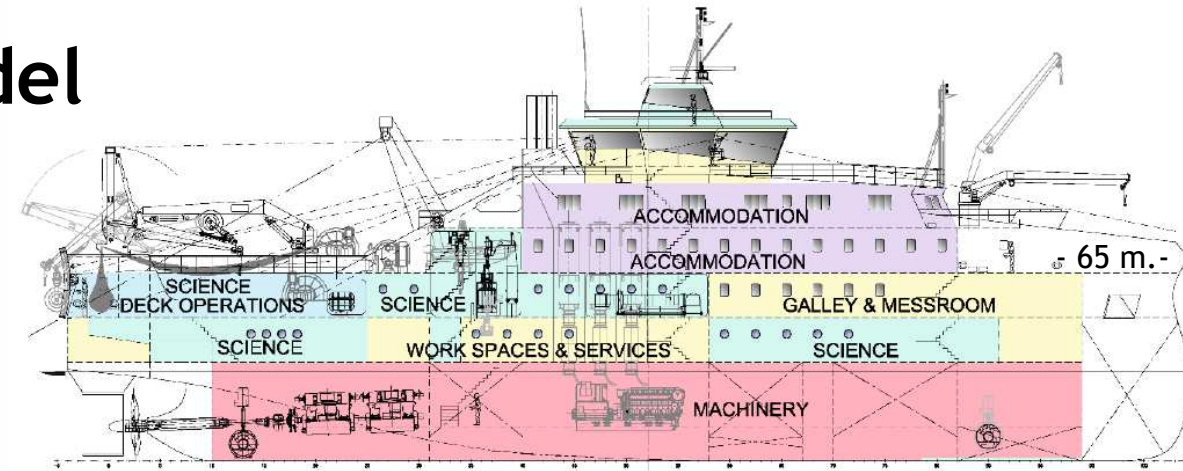 del
ACCOMMODATION
ACCOMMODATION
- 65 m.-
SCIENCE
DECK OPERATIONS
SCIENCE
GALLEY & MESSROOM
SCIENCE
WORK SPACES & SERVICES
SCIENCE
MACHINERY